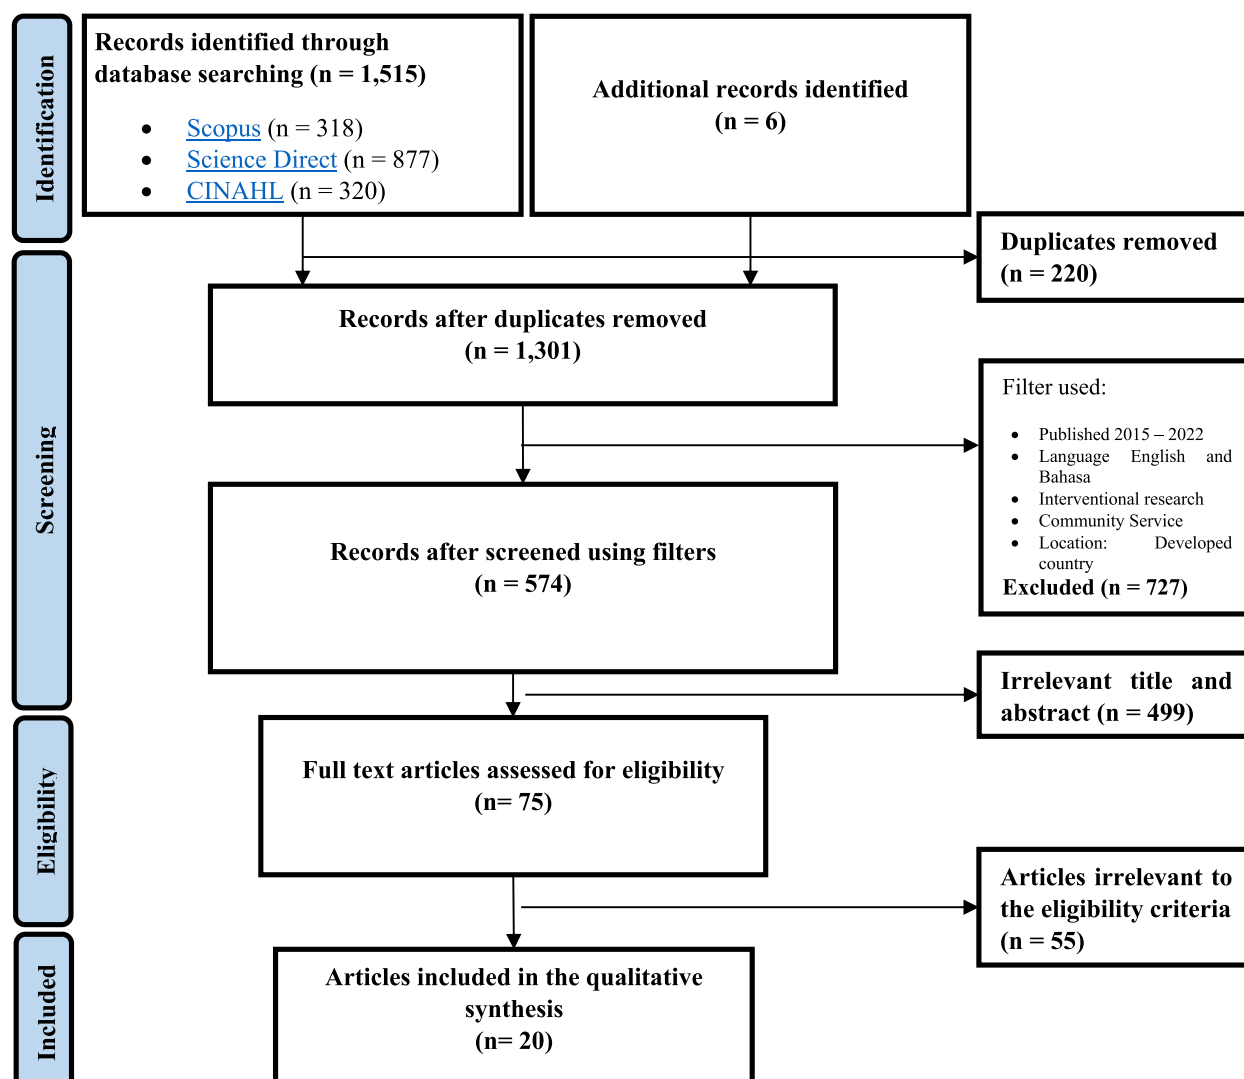 Identification
Records identified through
database searching (n = 1,515)
• Scopus (n = 318)
• Science Direct (n = 877)
• CINAHL (n = 320)
Additional records identified
(n = 6)
Duplicates removed
(n = 220)
Screening
Records after duplicates removed
(n = 1,301)
Filter used:
• Published 2015 – 2022
• Language English and
Bahasa
• Interventional research
• Community Service
• Location: Developed
country
Excluded (n = 727)
Records after screened using filters
(n = 574)
Irrelevant title and
abstract (n = 499)
Eligibility
Full text articles assessed for eligibility
(n= 75)
Articles irrelevant to
the eligibility criteria
(n = 55)
Included
Articles included in the qualitative
synthesis
(n= 20)